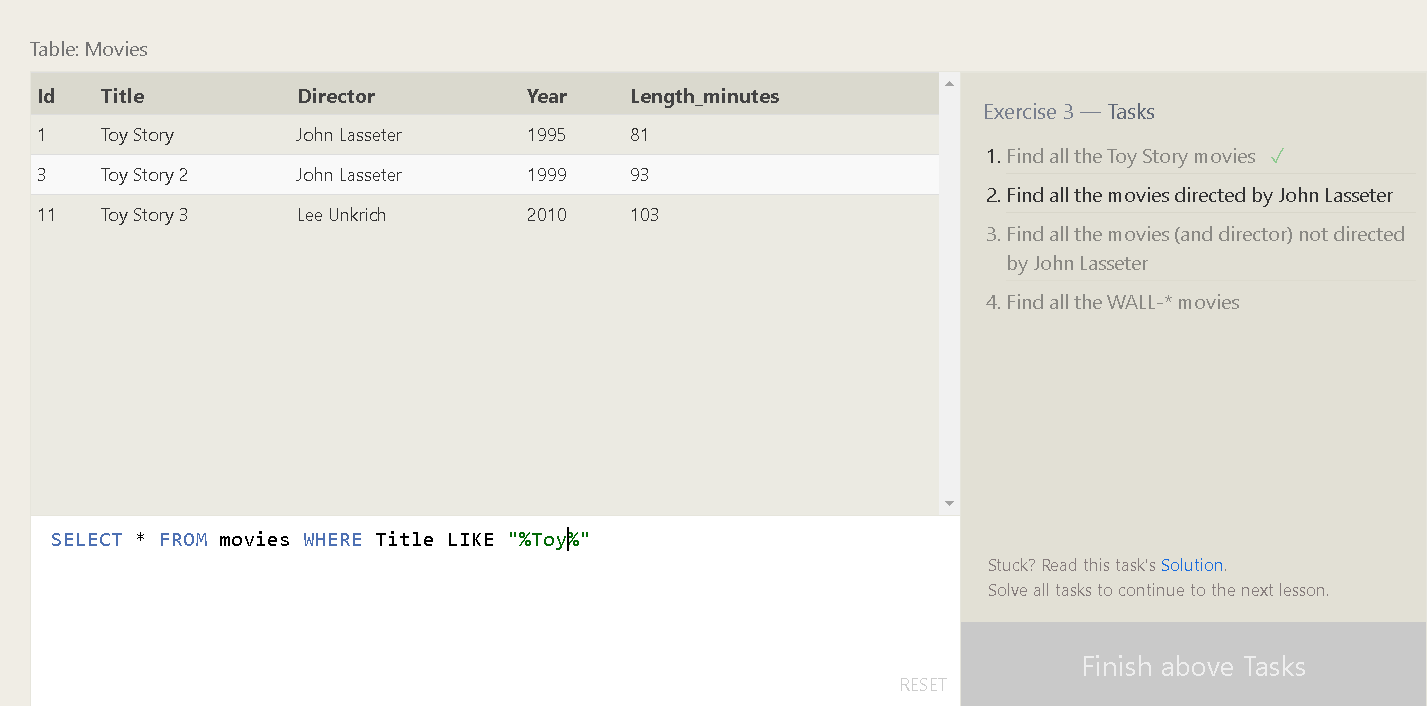 Table: Movies
Id Title Director Year Length_minutes
1 Toy Story John Lasseter 1995 81
3 Toy Story 2 John Lasseter 1999 93
11 Toy Story 3 Lee Unkrich 2010 103
SELECT * FROM movies WHERE Title LIKE "%Toy%"
RESET
Exercise 3 — Tasks
1. Find all the Toy Story movies ✓
2. Find all the movies directed by John Lasseter
3. Find all the movies (and director) not directed
by John Lasseter
4. Find all the WALL-* movies
Stuck? Read this task's Solution.
Solve all tasks to continue to the next lesson.
Finish above Tasks